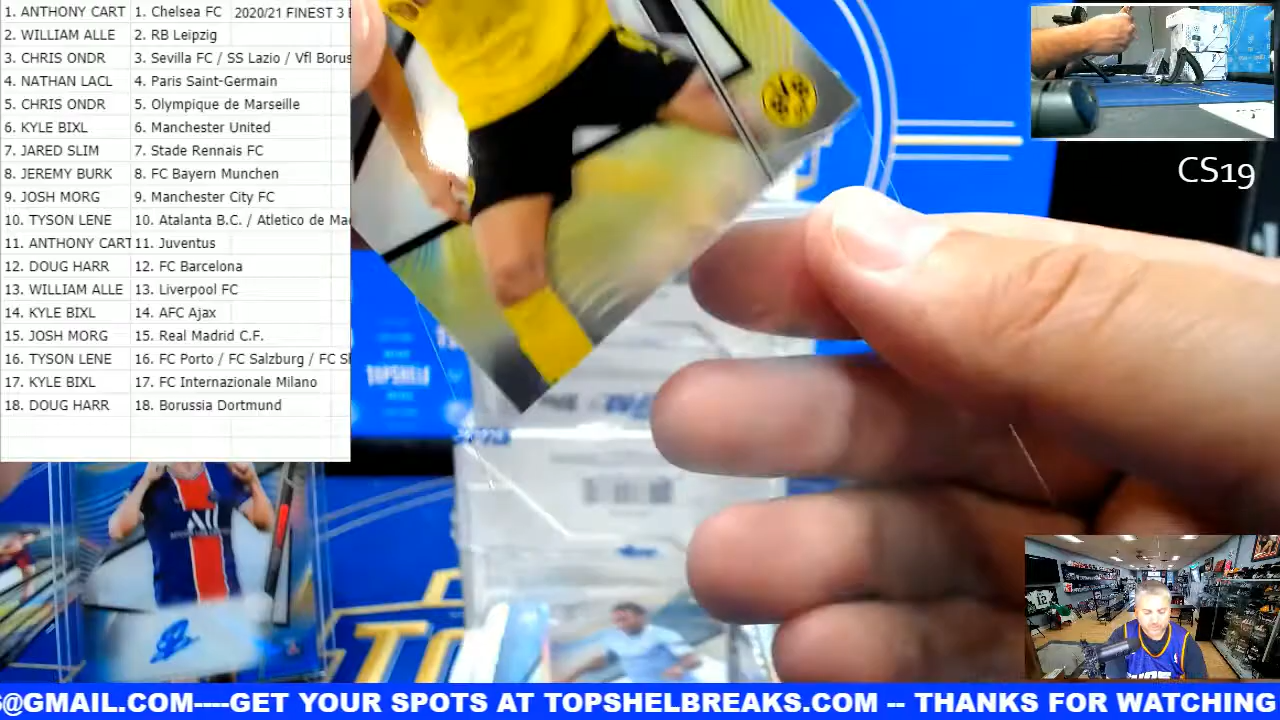 1. ANTHONY CART 1. Chelsea FC 2020/21 FINEST 3
2. WILLIAM ALLE 2. RB Leipzig
3. CHRIS ONDR 3. Sevilla FC / SS Lazio / Vfl Borus
4. NATHAN LACL 4. Paris Saint-Germain
5. CHRIS ONDR 5. Olympique de Marseille
6. KYLE BIXL 6. Manchester United
7. JARED SLIM 7. Stade Rennais FC
8. JEREMY BURK 8. FC Bayern Munchen
9. JOSH MORG 9. Manchester City FC
10. TYSON LENE 10. Atalanta B.C. / Atletico de Ma
11. ANTHONY CART 11. Juventus
12. DOUG HARR 12. FC Barcelona
13. WILLIAM ALLE 13. Liverpool FC
14. KYLE BIXL 14. AFC Ajax
15. JOSH MORG 15. Real Madrid C.F.
16. TYSON LENE 16. FC Porto / FC Salzburg / FC S
17. KYLE BIXL 17. FC Internazionale Milano
18. DOUG HARR 18. Borussia Dortmund
CS19
TOPSHELF
S@GMAIL.COM----GET YOUR SPOTS AT TOPSHELBREAKS.COM -- THANKS FOR WATCHING